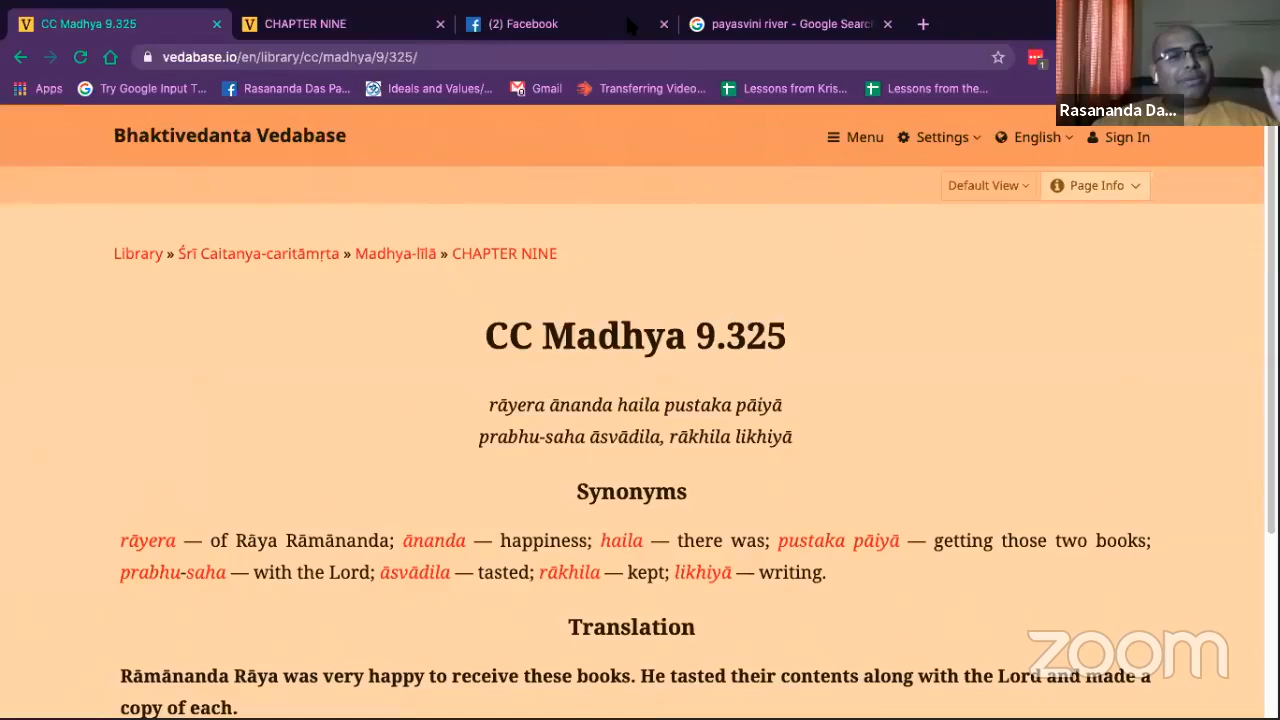 CC Madhya 9.325
CHAPTER NINE
(2) Facebook
payasvini river - Google Search
vedabase.io/en/library/cc/madhya/9/325/
1
Apps
Try Google Input T...
Rasananda Das Pa...
Ideals and Values/...
Gmail
Transferring Video...
Lessons from Kris...
Lessons from the...
Rasananda Da...
Bhaktivedanta Vedabase
Menu
Settings
English
Sign In
Default View
Page Info
Library » Śrī Caitanya-caritāmṛta » Madhya-līlā » CHAPTER NINE
CC Madhya 9.325
rāyera ānanda haila pustaka pāiyā
prabhu-saha āsvādila, rākhila likhiyā
Synonyms
rāyera — of Rāya Rāmānanda; ānanda — happiness; haila — there was; pustaka pāiyā — getting those two books;
prabhu-saha — with the Lord; āsvādila — tasted; rākhila — kept; likhiyā — writing.
Translation
Rāmānanda Rāya was very happy to receive these books. He tasted their contents along with the Lord and made a
copy of each.
zoom